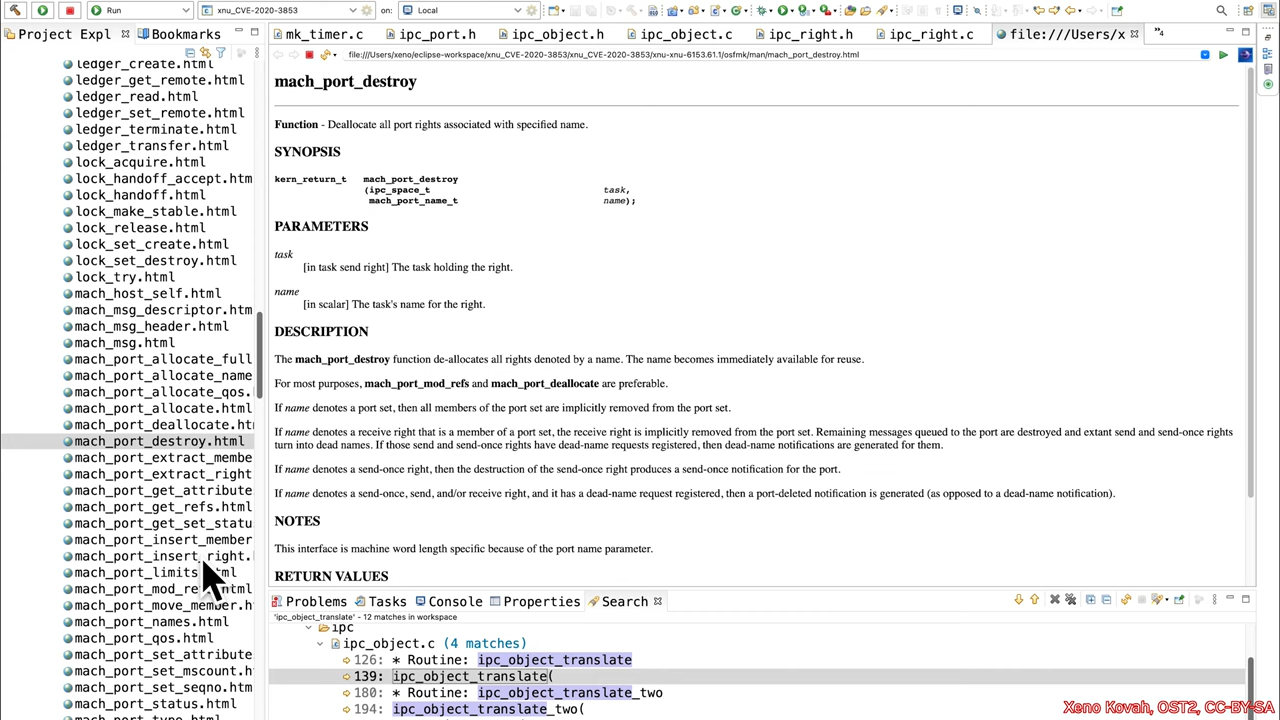 Run
xnu_CVE-2020-3853
on:
Local
Project Expl
Bookmarks
mk_timer.c
ipc_port.h
ipc_object.h
ipc_object.c
ipc_right.h
ipc_right.c
file:///Users/x
4
file:///Users/xeno/eclipse-workspace/xnu_CVE-2020-3853/xnu-xnu-6153.61.1/osfmk/man/mach_port_destroy.html
ledger_create.html
ledger_get_remote.html
ledger_read.html
ledger_set_remote.html
ledger_terminate.html
ledger_transfer.html
lock_acquire.html
lock_handoff_accept.htm
lock_handoff.html
lock_make_stable.html
lock_release.html
lock_set_create.html
lock_set_destroy.html
lock_try.html
mach_host_self.html
mach_msg_descriptor.htm
mach_msg_header.html
mach_msg.html
mach_port_allocate_full
mach_port_allocate_name
mach_port_allocate_qos.
mach_port_allocate.html
mach_port_deallocate.htm
mach_port_destroy.html
mach_port_extract_membe
mach_port_extract_right
mach_port_get_attribute
mach_port_get_refs.html
mach_port_get_set_statu
mach_port_insert_member
mach_port_insert_right.
mach_port_limits
mach_port_mod_re
mach_port_move_member.h
mach_port_names.html
mach_port_qos.html
mach_port_set_attribute
mach_port_set_mscount.h
mach_port_set_seqno.htm
mach_port_status.html
mach_port_type.html
mach_port_destroy
Function - Deallocate all port rights associated with specified name.
SYNOPSIS
kern_return_t mach_port_destroy
(ipc_space_t task,
mach_port_name_t name);
PARAMETERS
task
[in task send right] The task holding the right.
name
[in scalar] The task's name for the right.
DESCRIPTION
The mach_port_destroy function de-allocates all rights denoted by a name. The name becomes immediately available for reuse.
For most purposes, mach_port_mod_refs and mach_port_deallocate are preferable.
If name denotes a port set, then all members of the port set are implicitly removed from the port set.
If name denotes a receive right that is a member of a port set, the receive right is implicitly removed from the port set. Remaining messages queued to the port are destroyed and extant send and send-once rights
turn into dead names. If those send and send-once rights have dead-name requests registered, then dead-name notifications are generated for them.
If name denotes a send-once right, then the destruction of the send-once right produces a send-once notification for the port.
If name denotes a send-once, send, and/or receive right, and it has a dead-name request registered, then a port-deleted notification is generated (as opposed to a dead-name notification).
NOTES
This interface is machine word length specific because of the port name parameter.
RETURN VALUES
Problems
Tasks
Console
Properties
Search
'ipc_object_translate' - 12 matches in workspace
ipc
ipc_object.c (4 matches)
126: * Routine: ipc_object_translate
139: ipc_object_translate(
180: * Routine: ipc_object_translate_two
194: ipc_object_translate_two(
Xeno Kovah, OST2, CC-BY-SA